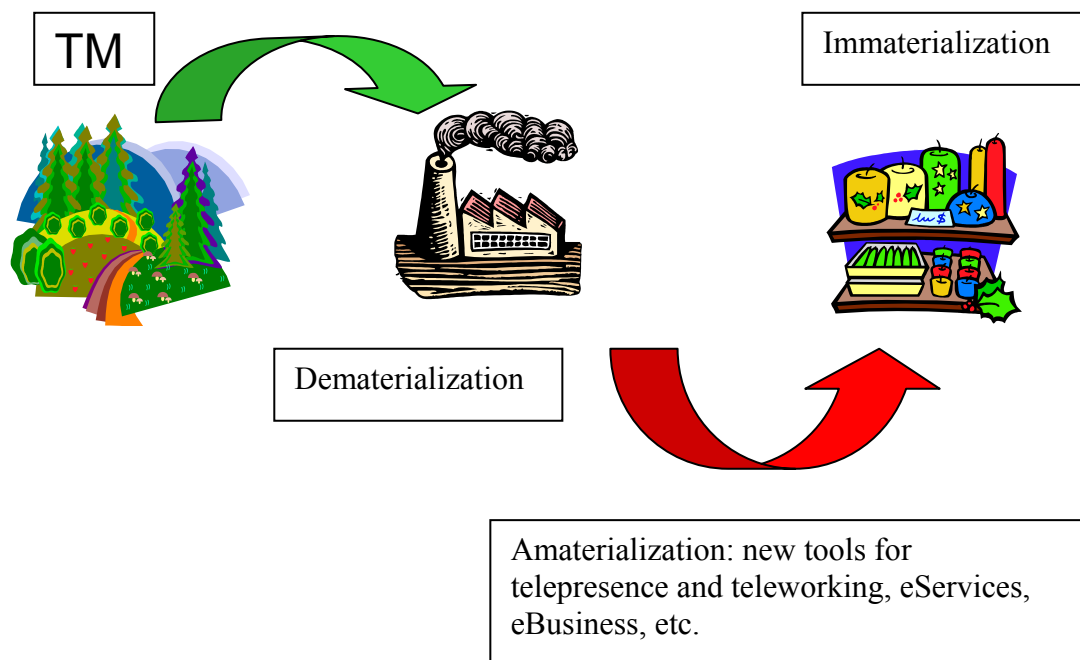 TM
Immaterialization
Dematerialization
Amaterialization: new tools for
telepresence and teleworking, eServices,
eBusiness, etc.